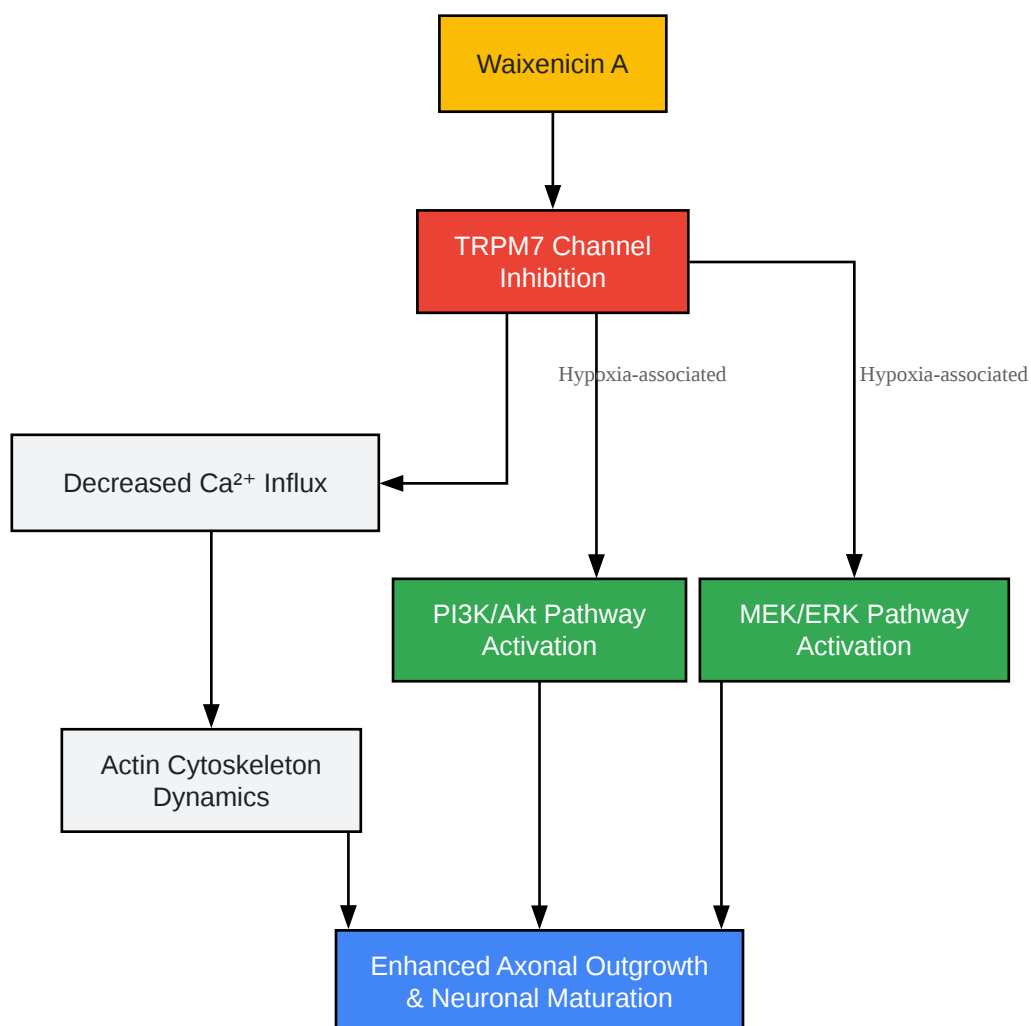 Waixenicin A
TRPM7 Channel
Inhibition
Hypoxia-associated
Hypoxia-associated
Decreased Ca²⁺ Influx
PI3K/Akt Pathway
Activation
MEK/ERK Pathway
Activation
Actin Cytoskeleton
Dynamics
Enhanced Axonal Outgrowth
& Neuronal Maturation